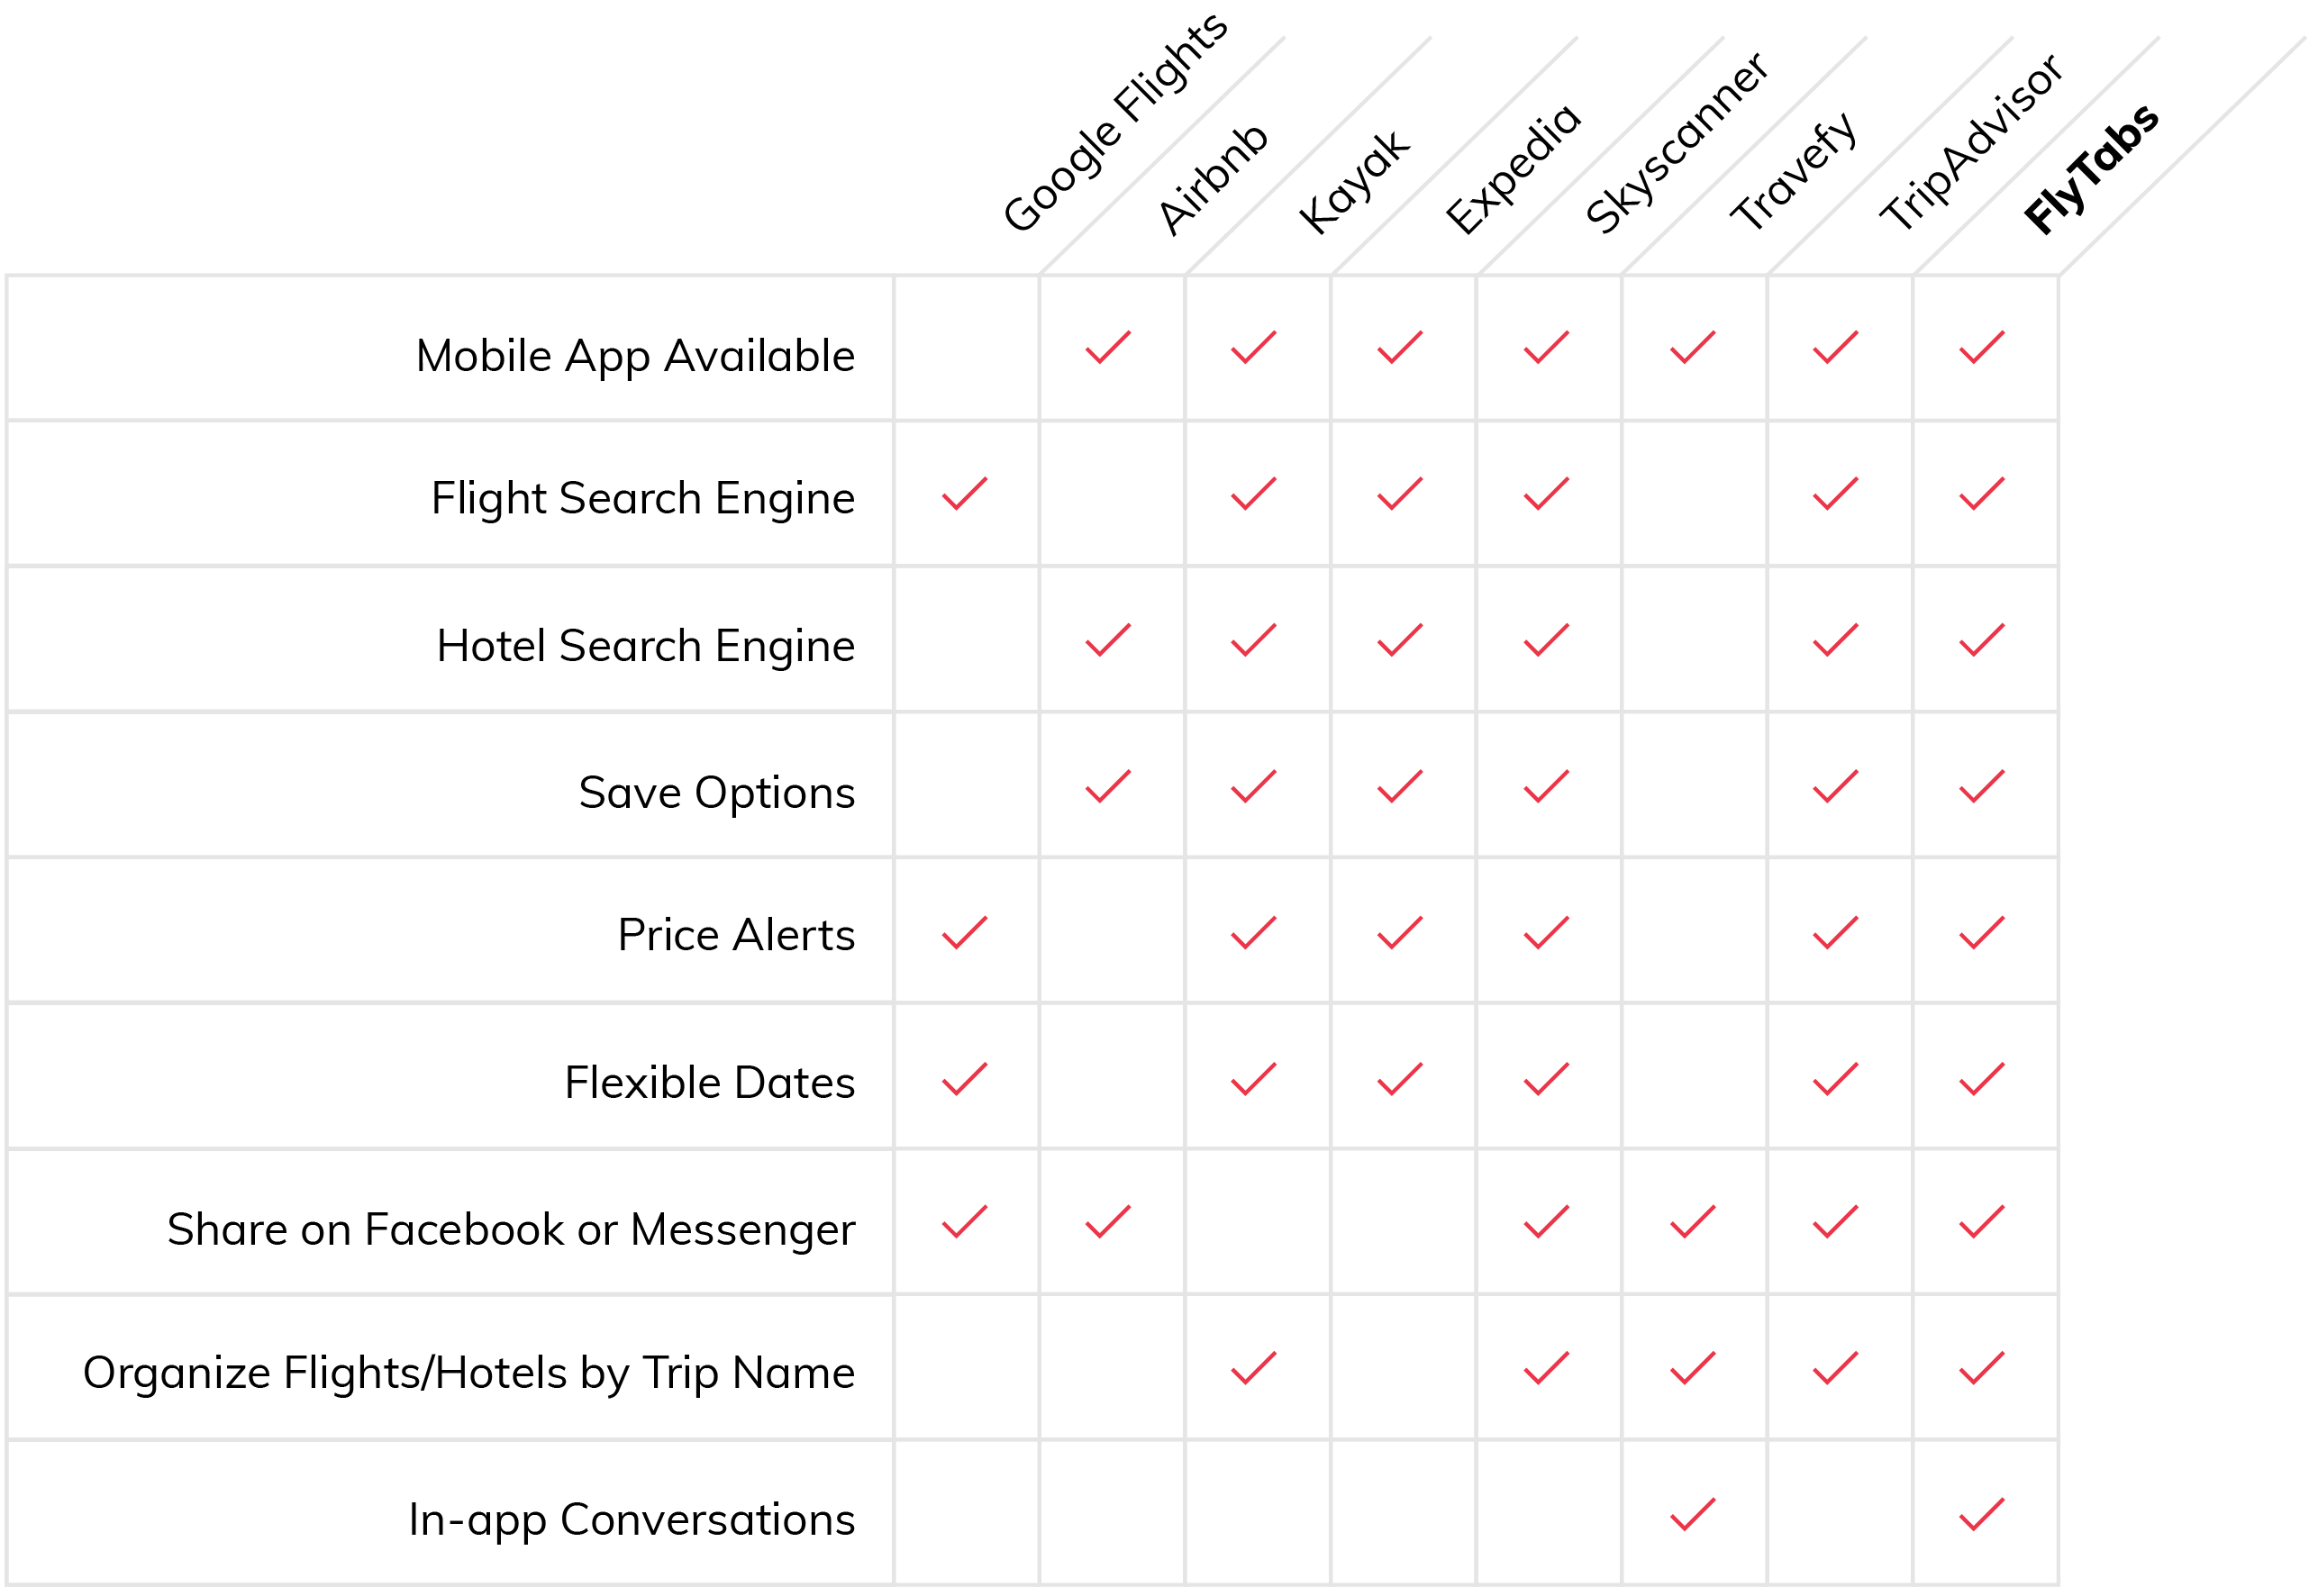 Google Flights
Airbnb
Kayak
Expedia
Skyscanner
Travefy
TripAdvisor
FlyTabs
Mobile App Available
Flight Search Engine
Hotel Search Engine
Save Options
Price Alerts
Flexible Dates
Share on Facebook or Messenger
Organize Flights/Hotels by Trip Name
In-app Conversations